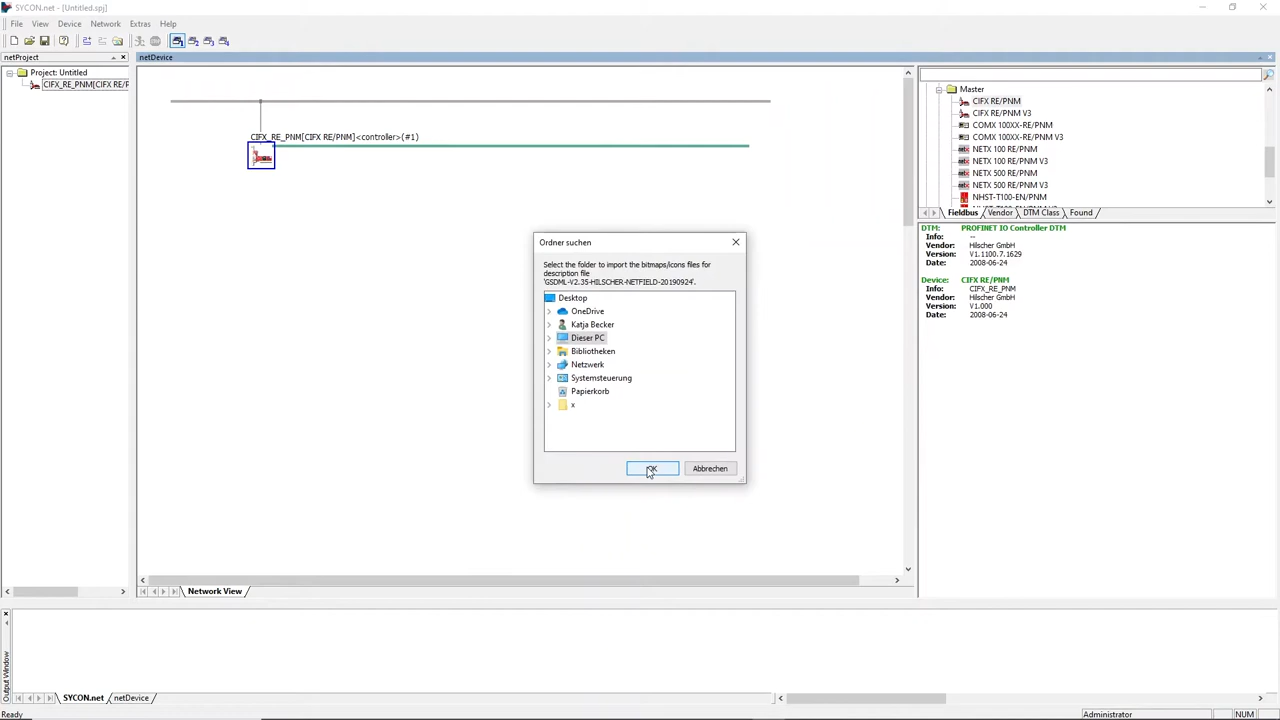 SYCON.net - [Untitled.spj]
File View Device Network Extras Help
netProject
netDevice
Project: Untitled
CIFX_RE_PNM[CIFX RE/P
CIFX_RE_PNM[CIFX RE/PNM]<controller>(#1)
Network View
Ordner suchen
Select the folder to import the bitmaps/icons files for
description file
'GSDML-V2.35-HILSCHER-NETFIELD-20190924'.
Desktop
OneDrive
Katja Becker
Dieser PC
Bibliotheken
Netzwerk
Systemsteuerung
Papierkorb
x
OK
Abbrechen
Master
CIFX RE/PNM
CIFX RE/PNM V3
COMX 100XX-RE/PNM
COMX 100XX-RE/PNM V3
NETX 100 RE/PNM
NETX 100 RE/PNM V3
NETX 500 RE/PNM
NETX 500 RE/PNM V3
NHST-T100-EN/PNM
Fieldbus Vendor DTM Class Found
DTM: PROFINET IO Controller DTM
Info: --
Vendor: Hilscher GmbH
Version: V1.1100.7.1629
Date: 2008-06-24
Device: CIFX RE/PNM
Info: CIFX_RE_PNM
Vendor: Hilscher GmbH
Version: V1.000
Date: 2008-06-24
Output Window
SYCON.net netDevice
Ready
Administrator
NUM